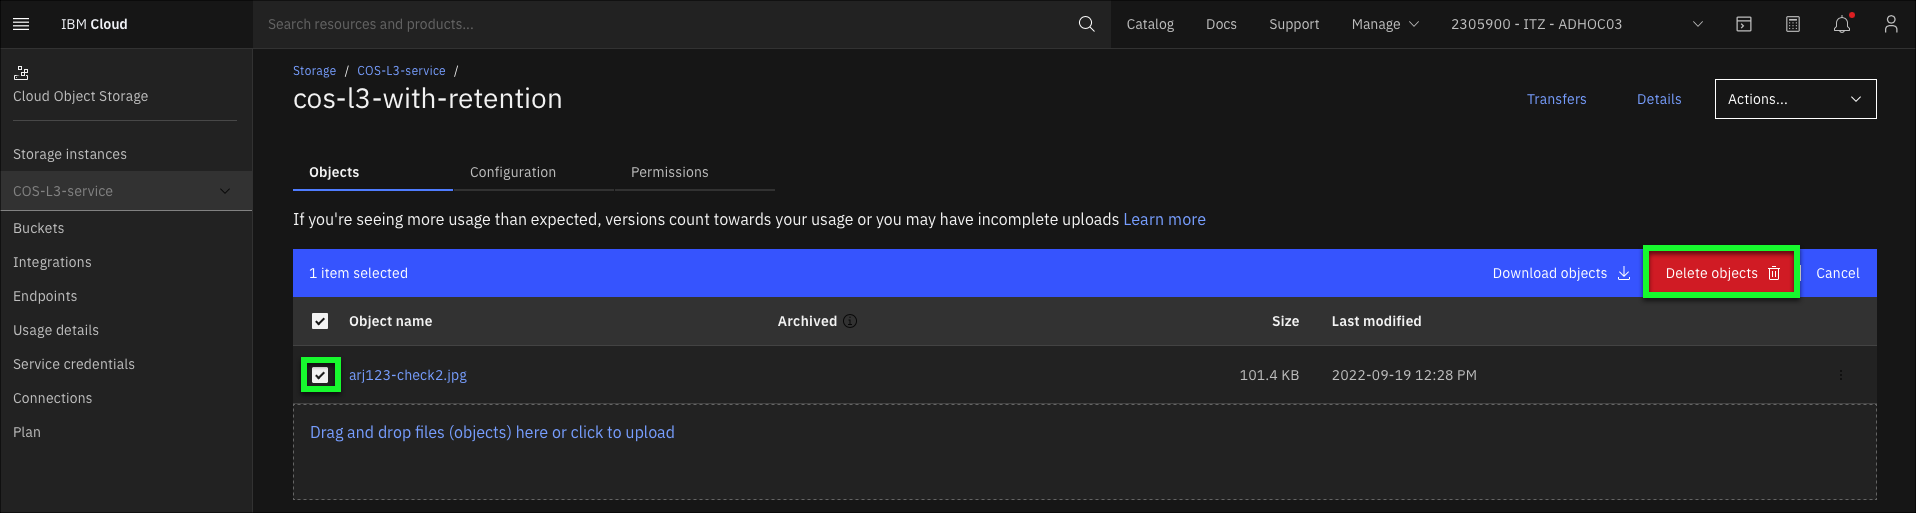 IBM Cloud
Search resources and products...
Catalog
Docs
Support
Manage
2305900 - ITZ - ADHOC03
Cloud Object Storage
Storage instances
COS-L3-service
Buckets
Integrations
Endpoints
Usage details
Service credentials
Connections
Plan
Storage / COS-L3-service /
cos-l3-with-retention
Transfers
Details
Actions...
Objects
Configuration
Permissions
If you're seeing more usage than expected, versions count towards your usage or you may have incomplete uploads Learn more
1 item selected
Download objects
Delete objects
Cancel
Object name
Archived
Size
Last modified
arj123-check2.jpg
101.4 KB
2022-09-19 12:28 PM
Drag and drop files (objects) here or click to upload